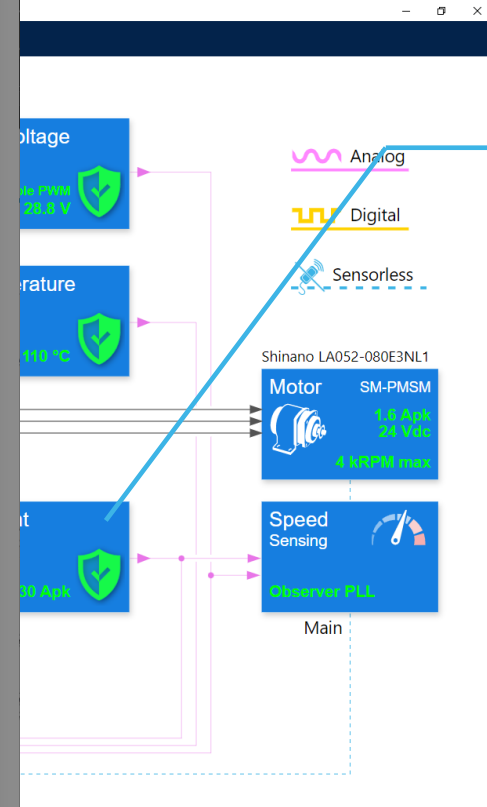 oltage
ble PWM
28.8 V
erature
110 °C
nt
30 Apk
Analog
Digital
Sensorless
Shinano LA052-080E3NL1
Motor SM-PMSM
1.6 Apk
24 Vdc
4 kRPM max
Speed
Sensing
Observer PLL
Main